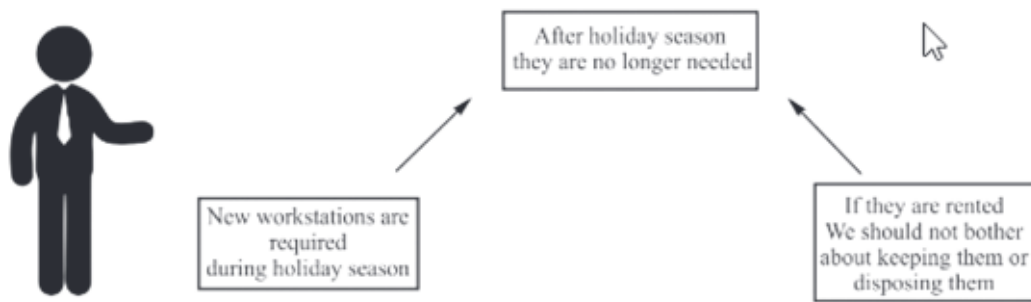 After holiday season
they are no longer needed
New workstations are
required
during holiday season
If they are rented
We should not bother
about keeping them or
disposing them